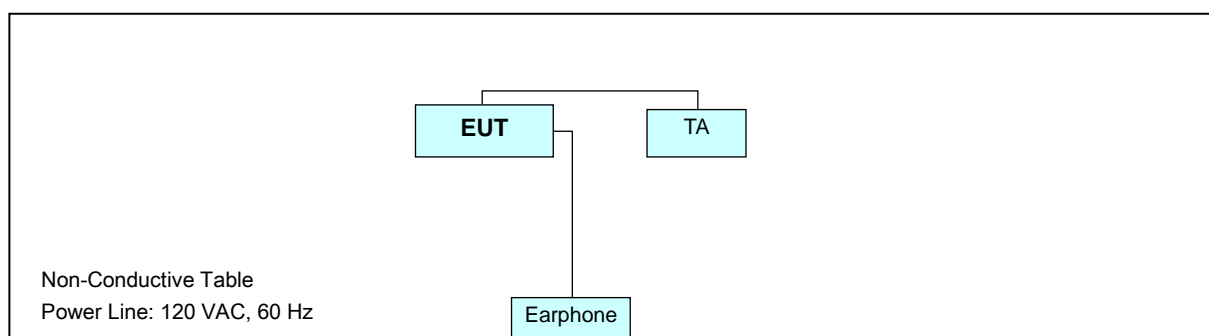 EUT
TA
Non-Conductive Table
Power Line: 120 VAC, 60 Hz
Earphone